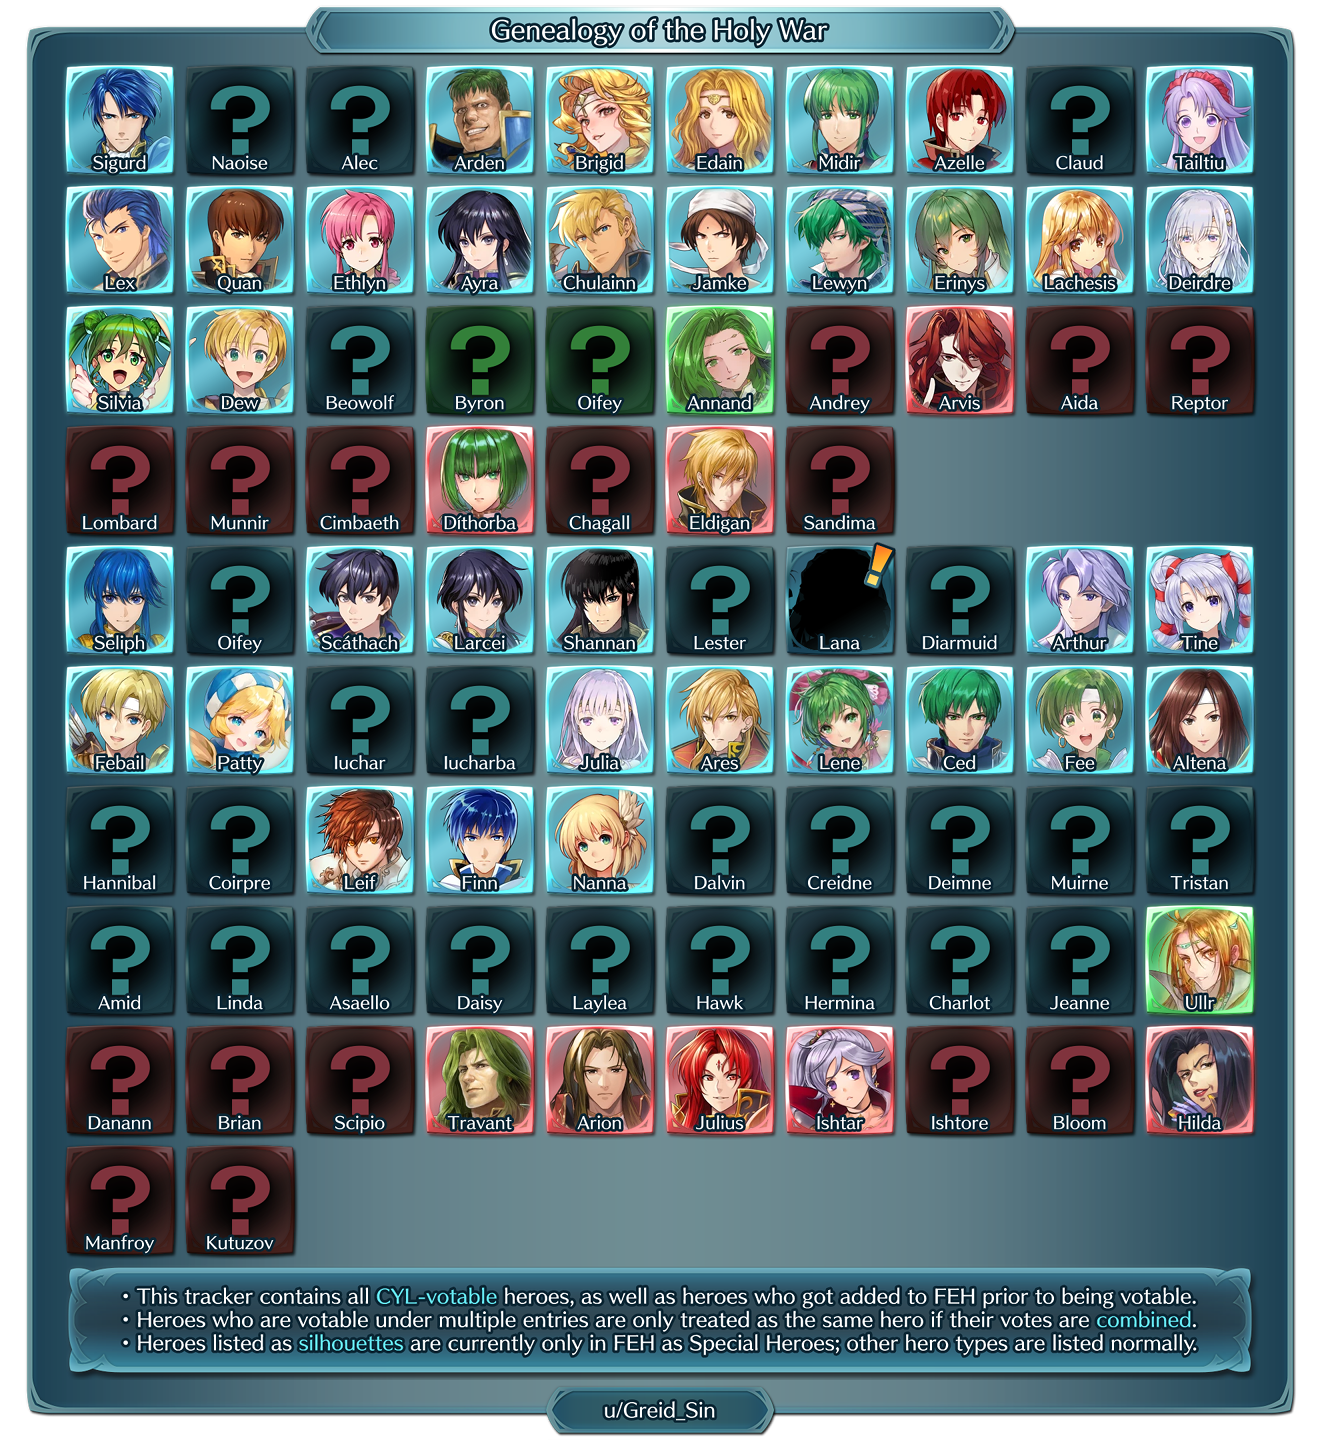 Genealogy of the Holy War
Sigurd Naoise Alec Arden Brigid Edain Midir Azelle Claud Tailtiu
Lex Quan Ethlyn Ayra Chulainn Jamke Lewyn Erinys Lachesis Deirdre
Silvia Dew Beowolf Byron Oifey Annand Andrey Arvis Aida Reptor
Lombard Munnir Cimbaeth Díthorba Chagall Eldigan Sandima
Seliph Oifey Scáthach Larcei Shannan Lester Lana Diarmuid Arthur Tine
Febail Patty Iuchar Iucharba Julia Ares Lene Ced Fee Altena
Hannibal Coirpre Leif Finn Nanna Dalvin Creidne Deimne Muirne Tristan
Amid Linda Asaello Daisy Laylea Hawk Hermina Charlot Jeanne Ullr
Danann Brian Scipio Travant Arion Julius Ishtar Ishtore Bloom Hilda
Manfroy Kutuzov
• This tracker contains all CYL-votable heroes, as well as heroes who got added to FEH prior to being votable.
• Heroes who are votable under multiple entries are only treated as the same hero if their votes are combined.
• Heroes listed as silhouettes are currently only in FEH as Special Heroes; other hero types are listed normally.
u/Greid_Sin